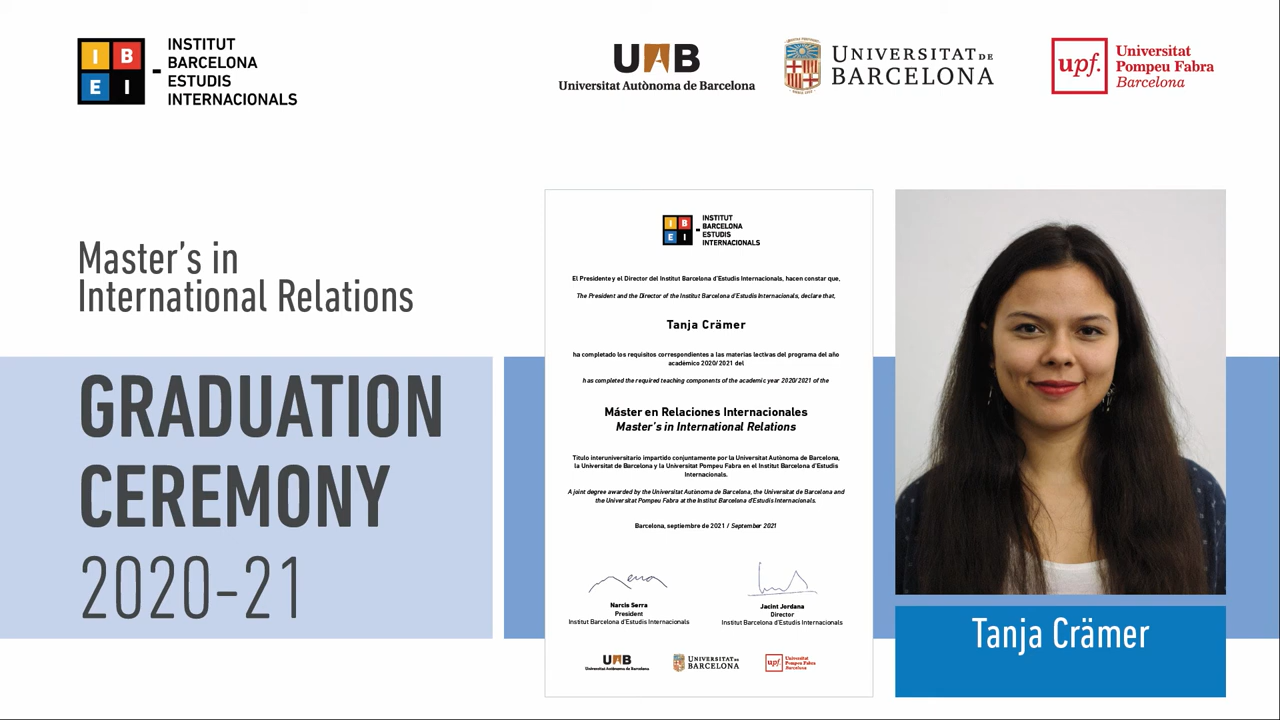 I B
E I
INSTITUT
BARCELONA
ESTUDIS
INTERNACIONALS
UAB
Universitat Autònoma de Barcelona
UNIVERSITAT DE
BARCELONA
upf.
Universitat
Pompeu Fabra
Barcelona
Master's in
International Relations
GRADUATION
CEREMONY
2020-21
I B
E I
INSTITUT
BARCELONA
ESTUDIS
INTERNACIONALS
El Presidente y el Director del Institut Barcelona d'Estudis Internacionals, hacen constar que,
The President and the Director of the Institut Barcelona d'Estudis Internacionals, declare that,
Tanja Crämer
ha completado los requisitos correspondientes a las materias lectivas del programa del año
académico 2020/2021 del
has completed the required teaching components of the academic year 2020/2021 of the
Máster en Relaciones Internacionales
Master's in International Relations
Título interuniversitario impartido conjuntamente por la Universitat Autònoma de Barcelona,
la Universitat de Barcelona y la Universitat Pompeu Fabra en el Institut Barcelona d'Estudis
Internacionals.
A joint degree awarded by the Universitat Autònoma de Barcelona, the Universitat de Barcelona and
the Universitat Pompeu Fabra at the Institut Barcelona d'Estudis Internacionals.
Barcelona, septiembre de 2021 / September 2021
Narcís Serra
President
Institut Barcelona d'Estudis Internacionals
Jacint Jordana
Director
Institut Barcelona d'Estudis Internacionals
UAB
Universitat Autònoma de Barcelona
UNIVERSITAT DE
BARCELONA
upf.
Universitat
Pompeu Fabra
Barcelona
Tanja Crämer